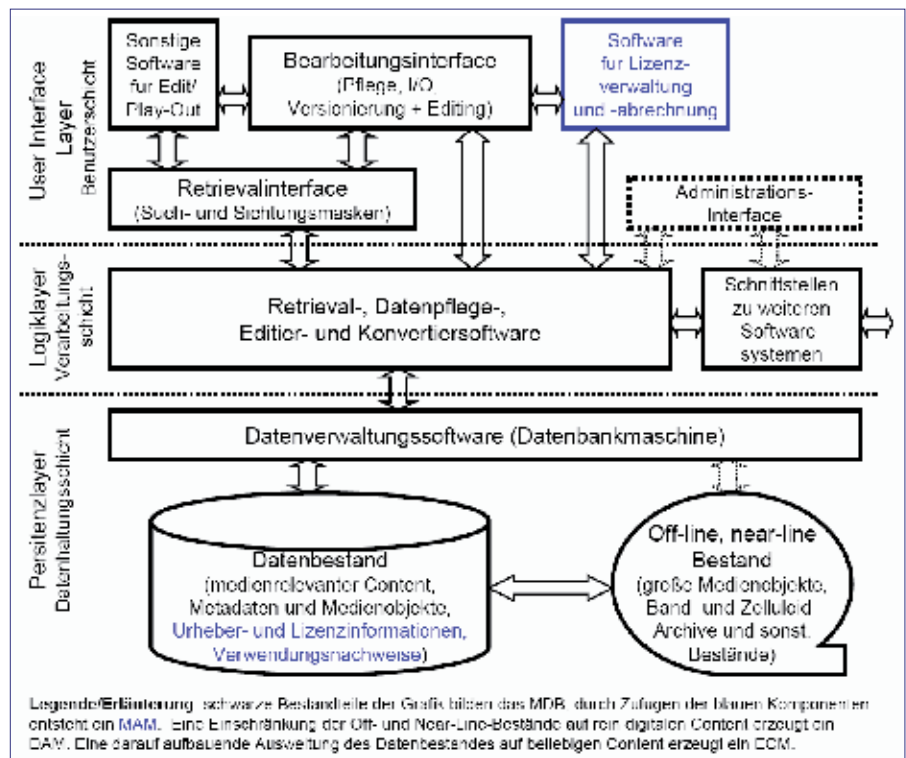 Sonstige
Software
fur Edit/
Play-Out
Bearbeitungsinterface
(Pflege, I/O,
Versionierung + Editing)
Software
fur Lizenz-
verwaltung
und -abrechnung
User Interface
Layer
Benutzerschicht
Retrievalinterface
(Such- und Sichtungsmasken)
Administrations-
Interface
Logiklayer
Verarbeitungs-
schicht
Retrieval-, Datenpflege-,
Editier- und Konvertiersoftware
Schnittstellen
zu weiteren
Software
systemen
Persitenzlayer
Datenhaltungsschicht
Datenverwaltungssoftware (Datenbankmaschine)
Datenbestand
(medienrelevanter Content,
Metadaten und Medienobjekte,
Urheber- und Lizenzinformationen,
Verwendungsnachweise)
Off-line, near-line
Bestand
(große Medienobjekte,
Band- und Zelluloid
Archive und sonst.
Bestände)
Legende/Erläuterung: schwarze Bestandteile der Grafik bilden das MDB, durch Zufügen der blauen Komponenten
entsteht ein MAM. Eine Einschränkung der Off- und Near-Line-Bestände auf rein digitalen Content erzeugt ein
DAM. Eine darauf aufbauende Ausweitung des Datenbestandes auf beliebigen Content erzeugt ein ECM.